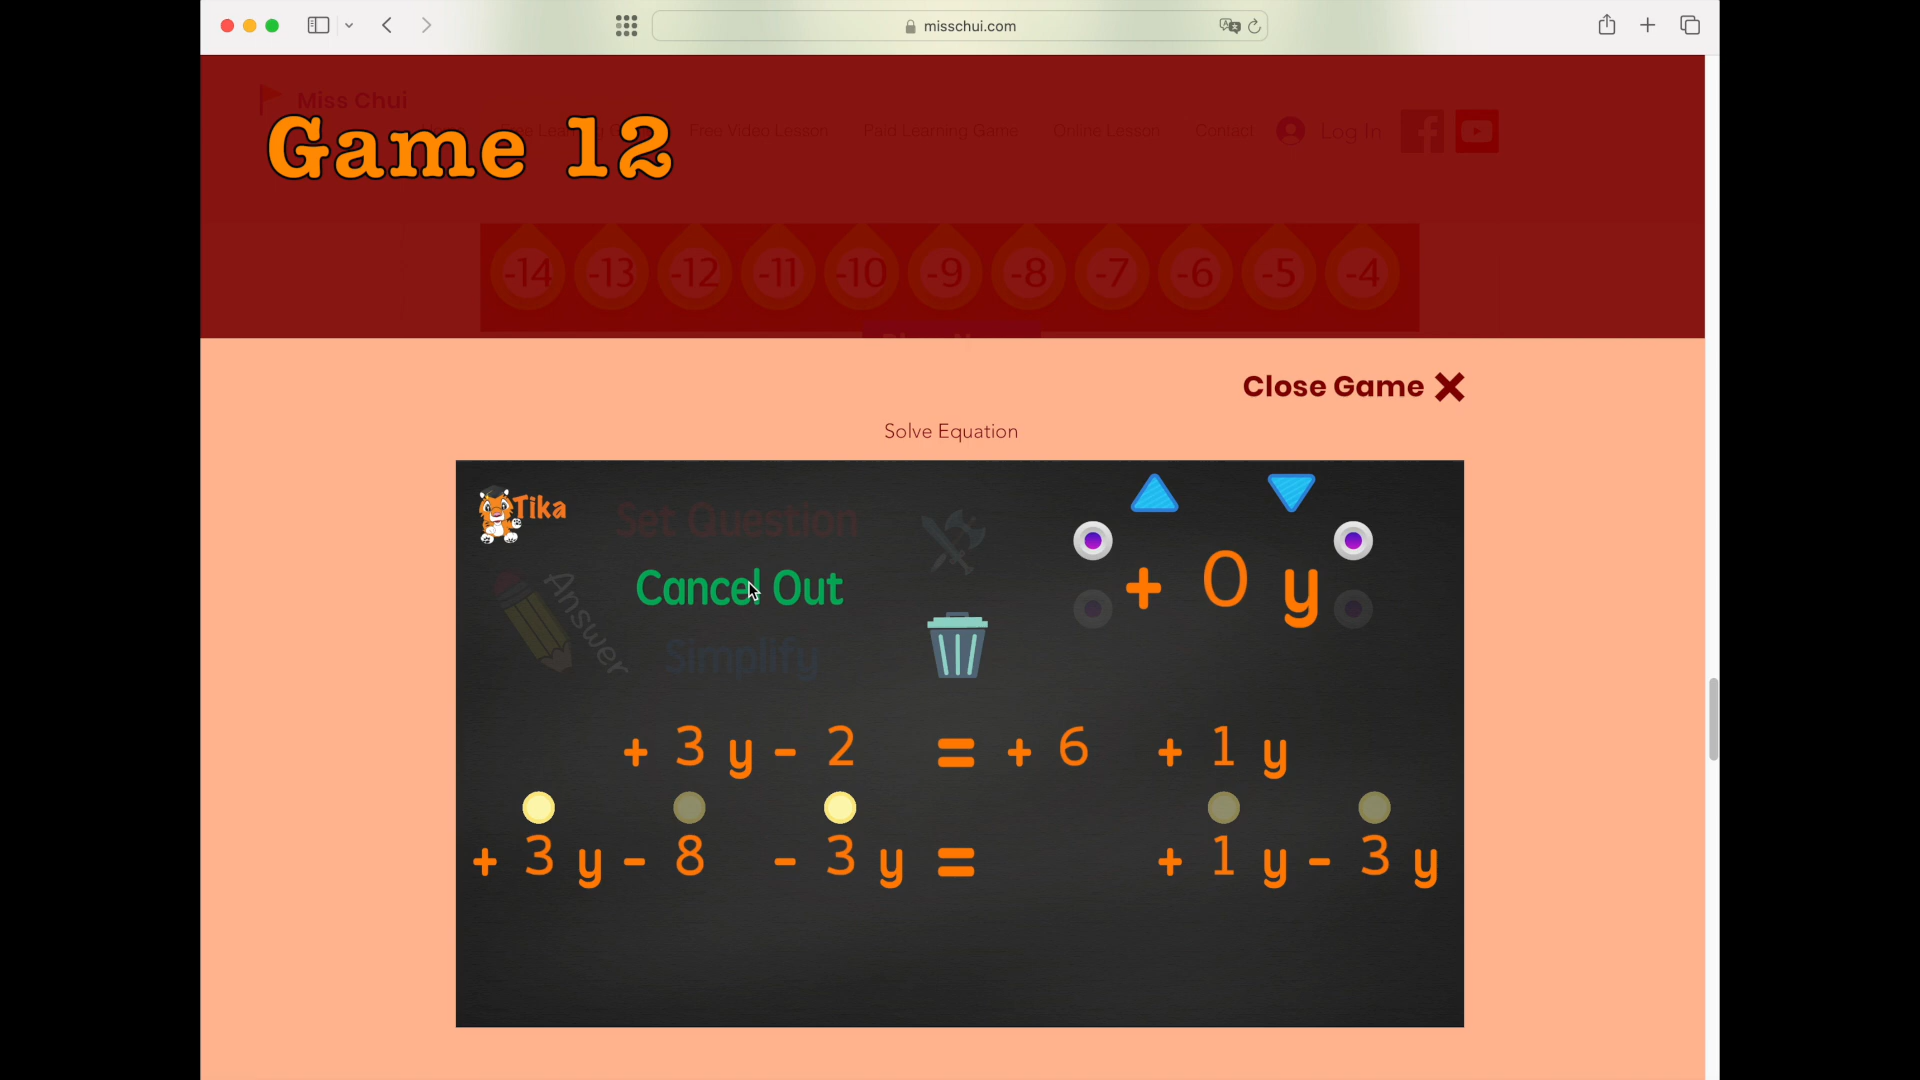 misschui.com
Miss Chui
Game 12
Free Video Lesson Paid Learning Game Online Lesson Contact Log In
-14 -13 -12 -11 -10 -9 -8 -7 -6 -5 -4
Close Game
Solve Equation
Tika
Set Question
Cancel Out
Answer
Simplify
+ 0 y
+ 3 y - 2 = + 6 + 1 y
+ 3 y - 8 - 3 y = + 1 y - 3 y